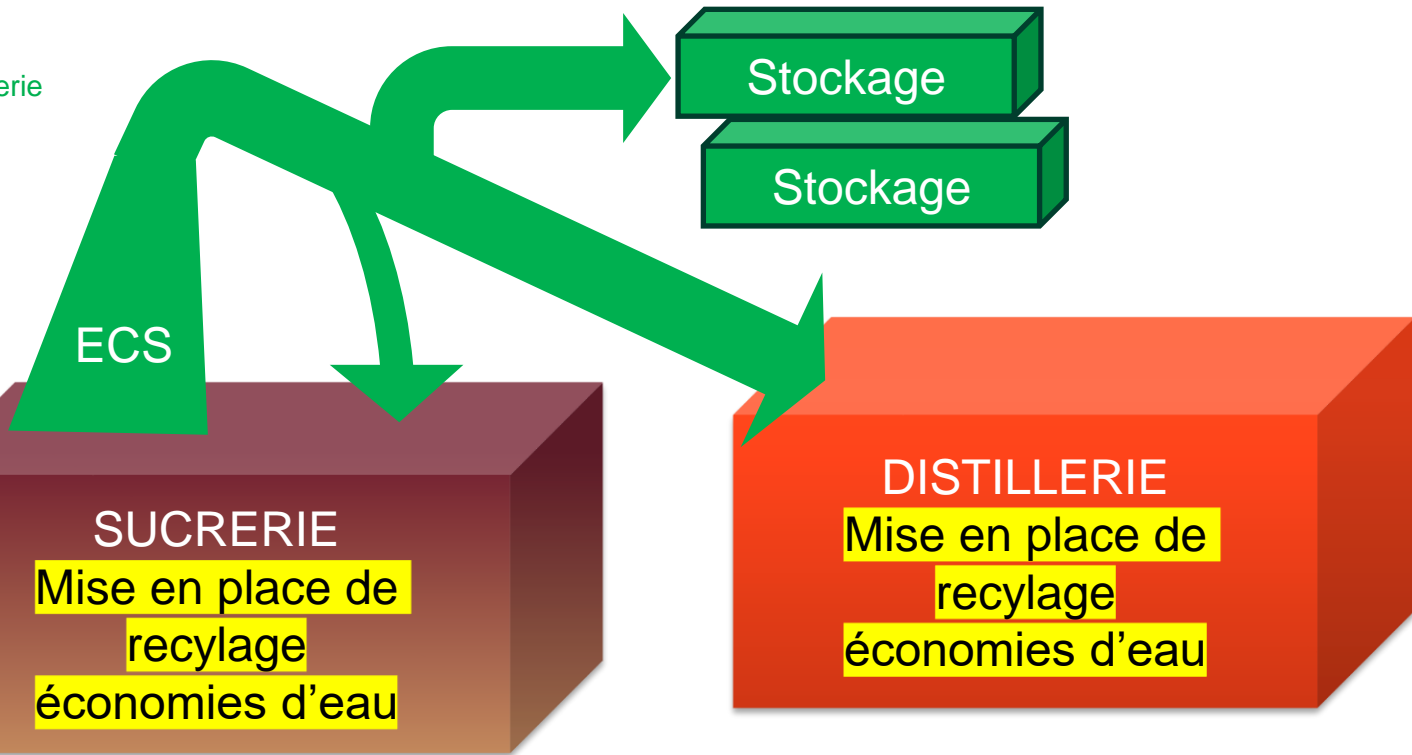 Stockage
Stockage
ECS
SUCRERIE
Mise en place de
recylage
économies d'eau
DISTILLERIE
Mise en place de
recylage
économies d'eau